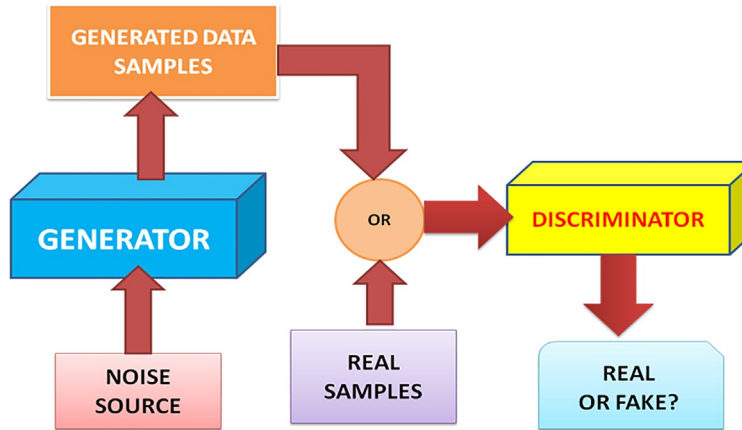 GENERATED DATA
SAMPLES
OR
GENERATOR
DISCRIMINATOR
NOISE
SOURCE
REAL
SAMPLES
REAL
OR FAKE?